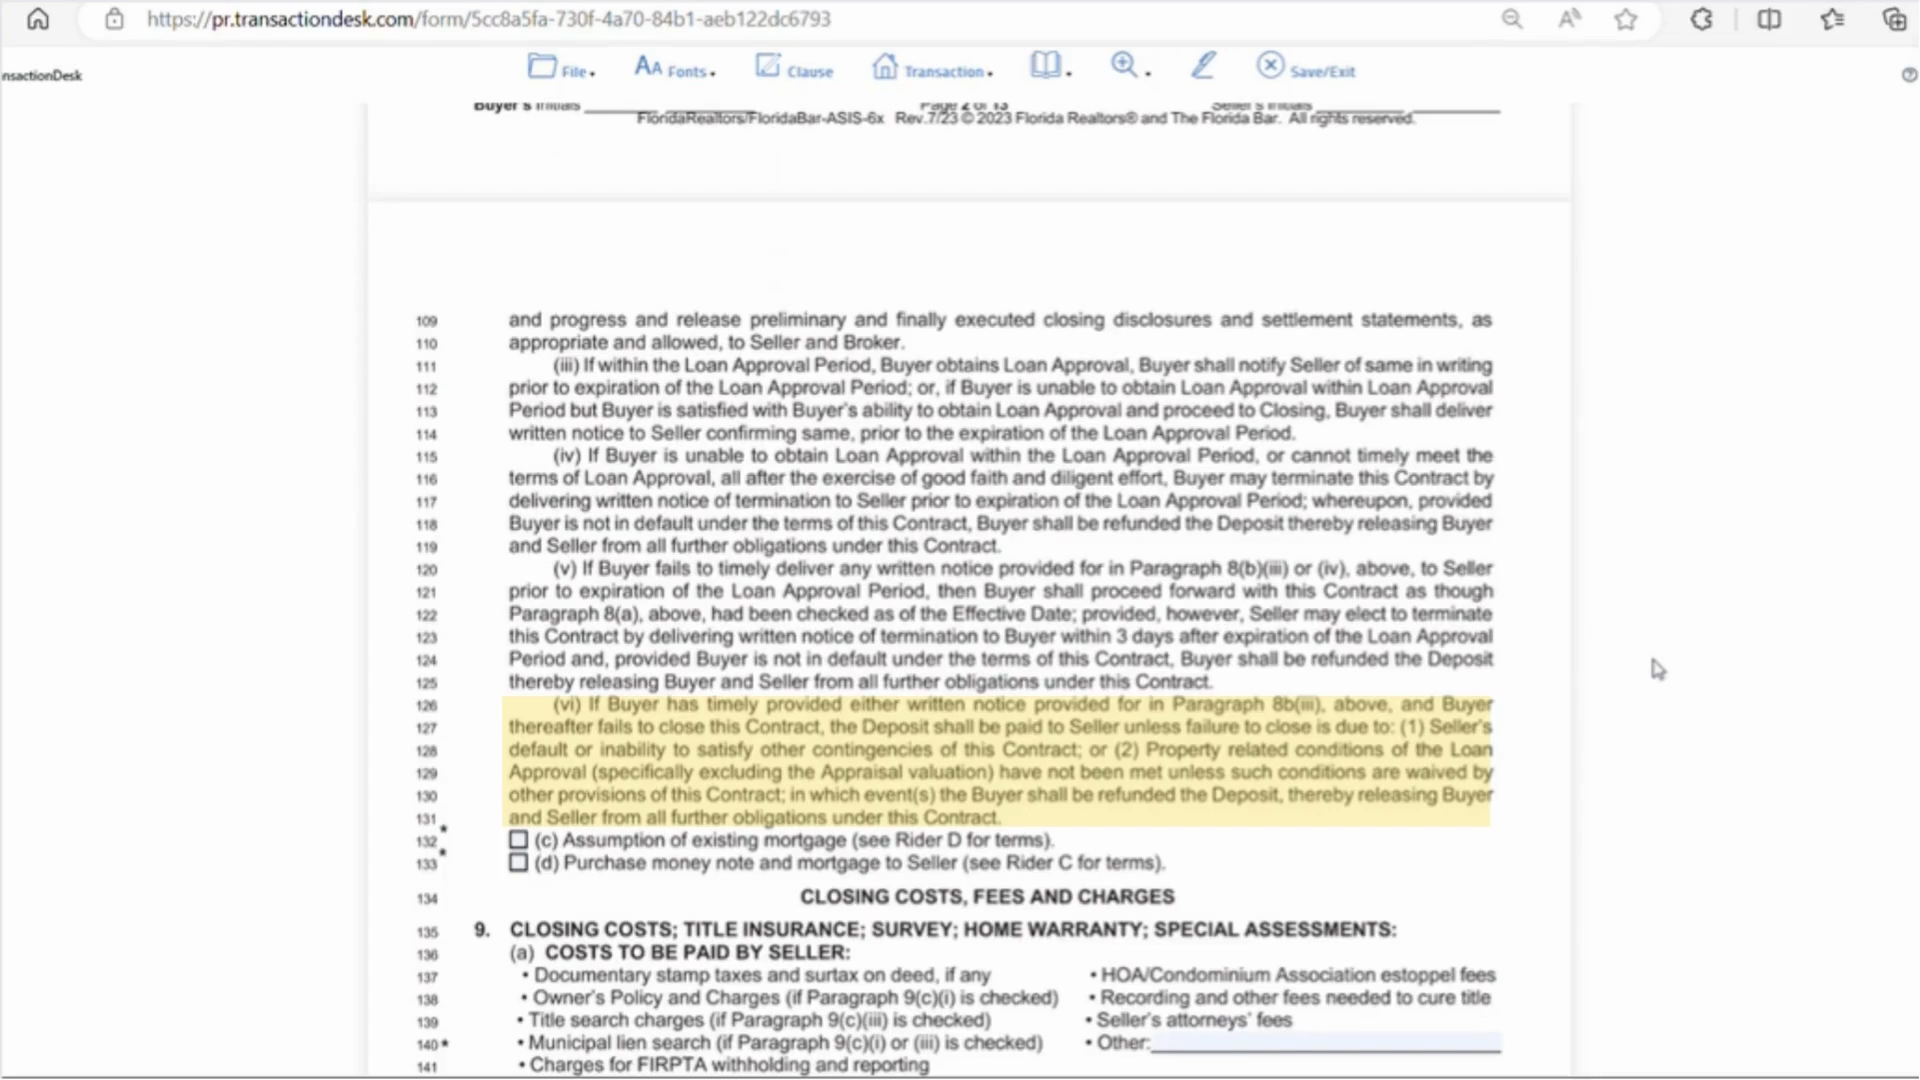 https://pr.transactiondesk.com/form/5cc8a5fa-730f-4a70-84b1-aeb122dc6793
nsactionDesk
File Fonts Clause Transaction Save/Exit
Buyer's Initials Page 2 of 13 Seller's Initials
FloridaRealtors/FloridaBar-ASIS-6x Rev.7/23 © 2023 Florida Realtors® and The Florida Bar. All rights reserved.
109 and progress and release preliminary and finally executed closing disclosures and settlement statements, as
110 appropriate and allowed, to Seller and Broker.
111 (iii) If within the Loan Approval Period, Buyer obtains Loan Approval, Buyer shall notify Seller of same in writing
112 prior to expiration of the Loan Approval Period; or, if Buyer is unable to obtain Loan Approval within Loan Approval
113 Period but Buyer is satisfied with Buyer's ability to obtain Loan Approval and proceed to Closing, Buyer shall deliver
114 written notice to Seller confirming same, prior to the expiration of the Loan Approval Period.
115 (iv) If Buyer is unable to obtain Loan Approval within the Loan Approval Period, or cannot timely meet the
116 terms of Loan Approval, all after the exercise of good faith and diligent effort, Buyer may terminate this Contract by
117 delivering written notice of termination to Seller prior to expiration of the Loan Approval Period; whereupon, provided
118 Buyer is not in default under the terms of this Contract, Buyer shall be refunded the Deposit thereby releasing Buyer
119 and Seller from all further obligations under this Contract.
120 (v) If Buyer fails to timely deliver any written notice provided for in Paragraph 8(b)(iii) or (iv), above, to Seller
121 prior to expiration of the Loan Approval Period, then Buyer shall proceed forward with this Contract as though
122 Paragraph 8(a), above, had been checked as of the Effective Date; provided, however, Seller may elect to terminate
123 this Contract by delivering written notice of termination to Buyer within 3 days after expiration of the Loan Approval
124 Period and, provided Buyer is not in default under the terms of this Contract, Buyer shall be refunded the Deposit
125 thereby releasing Buyer and Seller from all further obligations under this Contract.
126 (vi) If Buyer has timely provided either written notice provided for in Paragraph 8b(iii), above, and Buyer
127 thereafter fails to close this Contract, the Deposit shall be paid to Seller unless failure to close is due to: (1) Seller's
128 default or inability to satisfy other contingencies of this Contract; or (2) Property related conditions of the Loan
129 Approval (specifically excluding the Appraisal valuation) have not been met unless such conditions are waived by
130 other provisions of this Contract; in which event(s) the Buyer shall be refunded the Deposit, thereby releasing Buyer
131 and Seller from all further obligations under this Contract.
132* (c) Assumption of existing mortgage (see Rider D for terms).
133* (d) Purchase money note and mortgage to Seller (see Rider C for terms).
134 CLOSING COSTS, FEES AND CHARGES
135 9. CLOSING COSTS; TITLE INSURANCE; SURVEY; HOME WARRANTY; SPECIAL ASSESSMENTS:
136 (a) COSTS TO BE PAID BY SELLER:
137 • Documentary stamp taxes and surtax on deed, if any • HOA/Condominium Association estoppel fees
138 • Owner's Policy and Charges (if Paragraph 9(c)(i) is checked) • Recording and other fees needed to cure title
139 • Title search charges (if Paragraph 9(c)(iii) is checked) • Seller's attorneys' fees
140* • Municipal lien search (if Paragraph 9(c)(i) or (iii) is checked) • Other:
141 • Charges for FIRPTA withholding and reporting